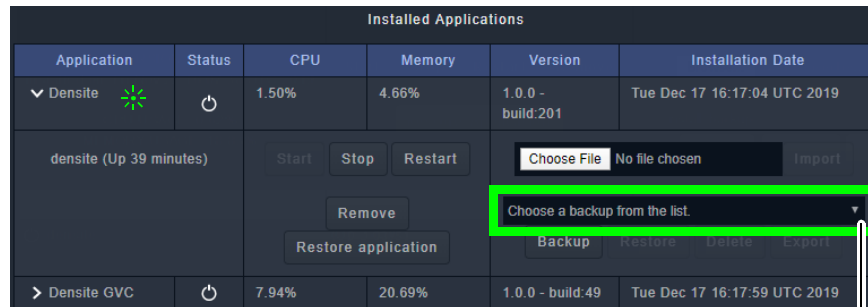 Installed Applications
Application Status CPU Memory Version Installation Date
Densite 1.50% 4.66% 1.0.0 - Tue Dec 17 16:17:04 UTC 2019
build:201
densite (Up 39 minutes) Start Stop Restart Choose File No file chosen Import
Remove Choose a backup from the list.
Restore application Backup Restore Delete Export
Densite GVC 7.94% 20.69% 1.0.0 - build:49 Tue Dec 17 16:17:59 UTC 2019